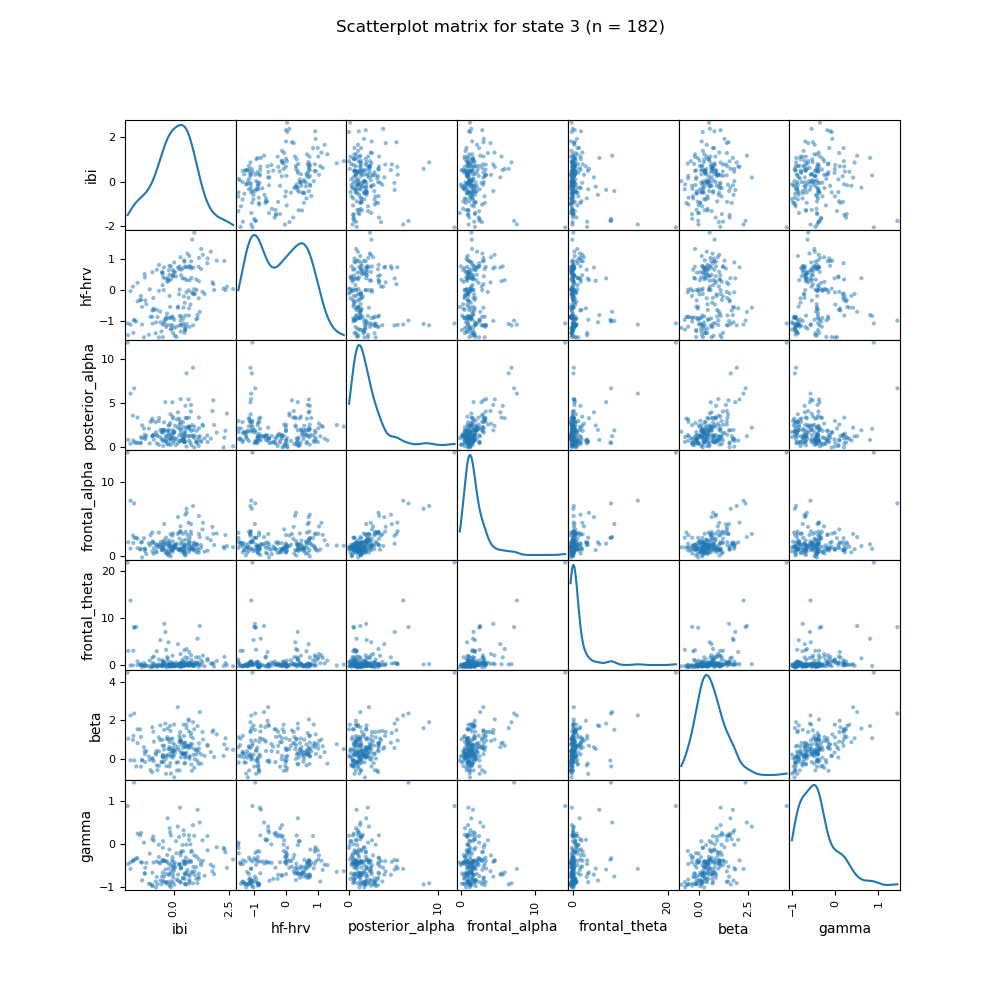 Scatterplot matrix for state 3 (n = 182)
ibi
2
0
−2
hf-hrv
1
0
−1
posterior_alpha
10
5
0
frontal_alpha
10
0
frontal_theta
20
10
0
beta
4
2
0
gamma
1
0
−1
0.0 2.5 −1 0 1 0 10 0 10 0 20 0.0 2.5 −1 0 1
ibi hf-hrv posterior_alpha frontal_alpha frontal_theta beta gamma